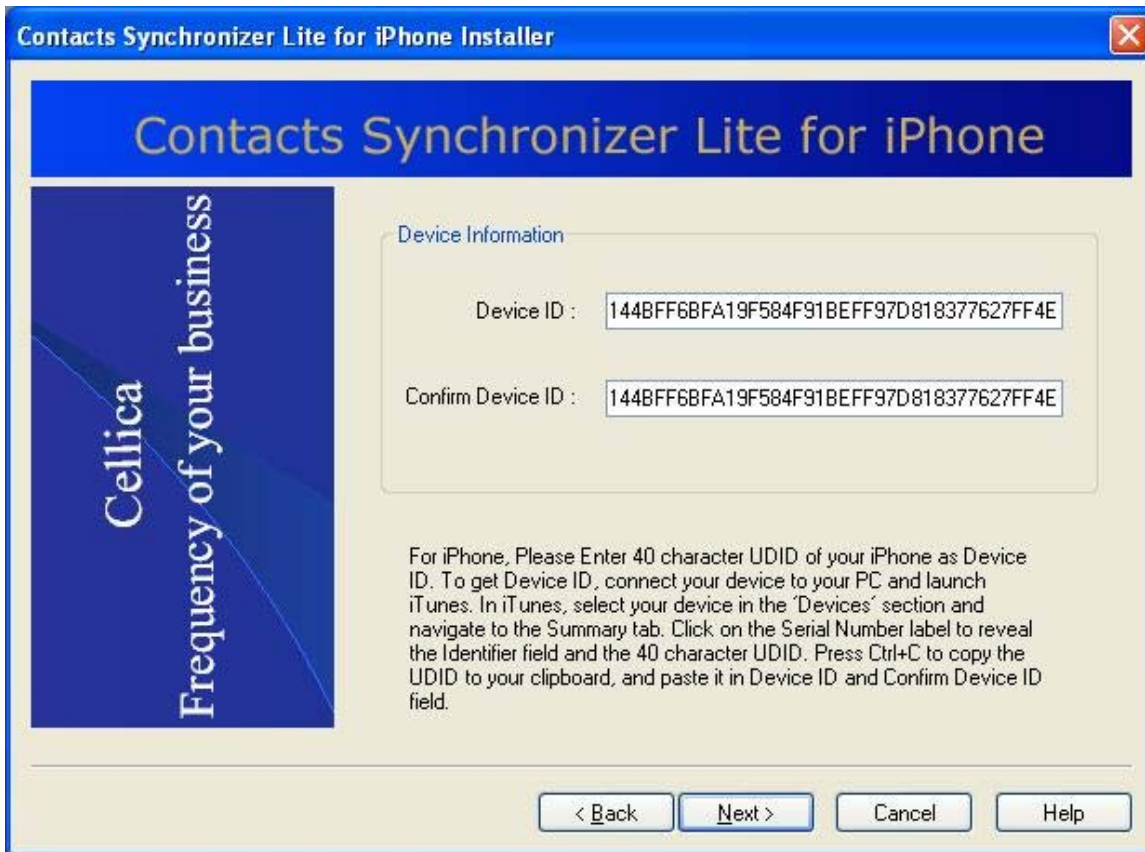 Contacts Synchronizer Lite for iPhone Installer
Contacts Synchronizer Lite for iPhone
Cellica
Frequency of your business
Device Information
Device ID : 144BFF6BFA19F584F91BEFF97D818377627FF4E
Confirm Device ID : 144BFF6BFA19F584F91BEFF97D818377627FF4E
For iPhone, Please Enter 40 character UDID of your iPhone as Device
ID. To get Device ID, connect your device to your PC and launch
iTunes. In iTunes, select your device in the ´Devices´ section and
navigate to the Summary tab. Click on the Serial Number label to reveal
the Identifier field and the 40 character UDID. Press Ctrl+C to copy the
UDID to your clipboard, and paste it in Device ID and Confirm Device ID
field.
< Back Next > Cancel Help